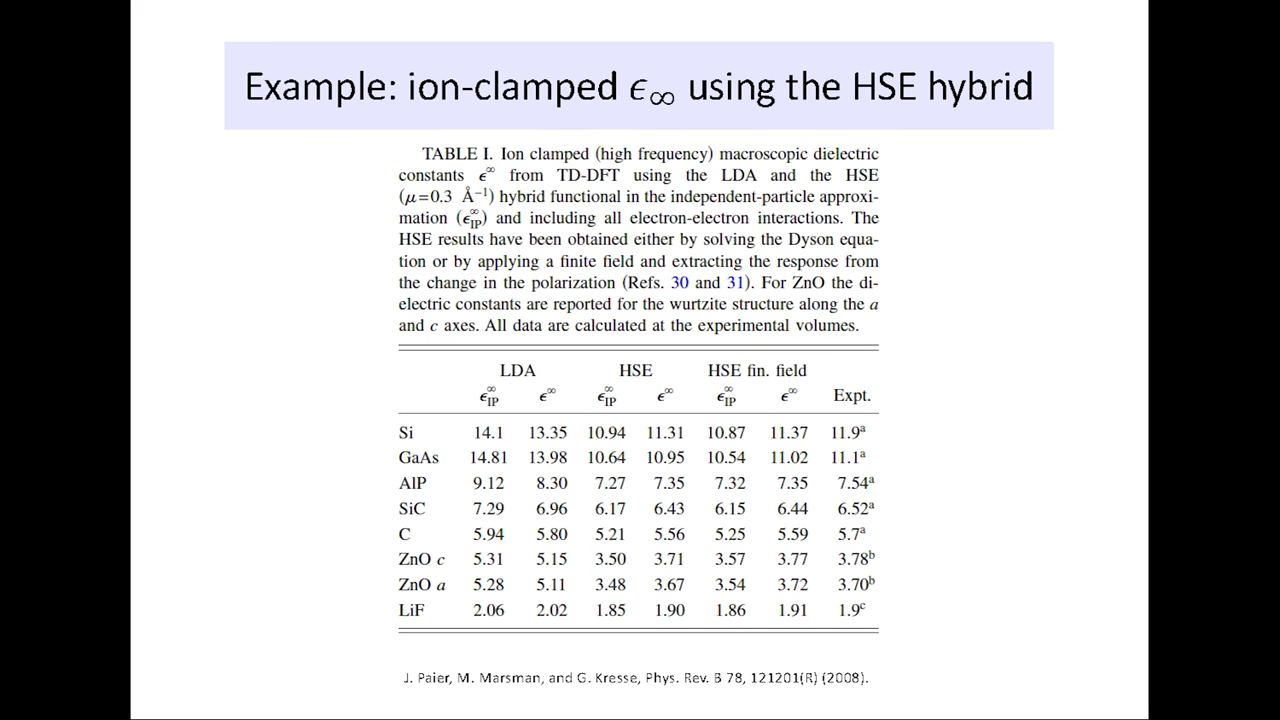 Example: ion-clamped ϵ∞ using the HSE hybrid
TABLE I. Ion clamped (high frequency) macroscopic dielectric
constants ϵ^∞ from TD-DFT using the LDA and the HSE
(μ=0.3 Å⁻¹) hybrid functional in the independent-particle approxi-
mation (ϵ^∞_IP) and including all electron-electron interactions. The
HSE results have been obtained either by solving the Dyson equa-
tion or by applying a finite field and extracting the response from
the change in the polarization (Refs. 30 and 31). For ZnO the di-
electric constants are reported for the wurtzite structure along the a
and c axes. All data are calculated at the experimental volumes.
LDA HSE HSE fin. field
ϵ^∞_IP ϵ^∞ ϵ^∞_IP ϵ^∞ ϵ^∞_IP ϵ^∞ Expt.
Si 14.1 13.35 10.94 11.31 10.87 11.37 11.9ᵃ
GaAs 14.81 13.98 10.64 10.95 10.54 11.02 11.1ᵃ
AlP 9.12 8.30 7.27 7.35 7.32 7.35 7.54ᵃ
SiC 7.29 6.96 6.17 6.43 6.15 6.44 6.52ᵃ
C 5.94 5.80 5.21 5.56 5.25 5.59 5.7ᵃ
ZnO c 5.31 5.15 3.50 3.71 3.57 3.77 3.78ᵇ
ZnO a 5.28 5.11 3.48 3.67 3.54 3.72 3.70ᵇ
LiF 2.06 2.02 1.85 1.90 1.86 1.91 1.9ᶜ
J. Paier, M. Marsman, and G. Kresse, Phys. Rev. B 78, 121201(R) (2008).